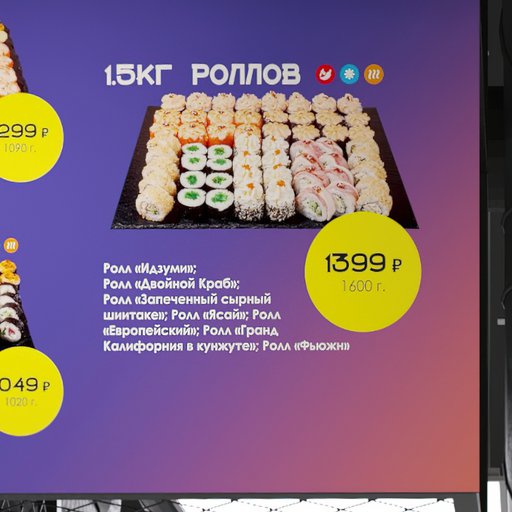 1.5КГ РОЛЛОВ
299 ₽
1090 г.
1399 ₽
1600 г.
Ролл «Идзуми»;
Ролл «Двойной Краб»;
Ролл «Запеченный сырный
шиитаке»; Ролл «Ясай»; Ролл
«Европейский»; Ролл «Гранд
Калифорния в кунжуте»; Ролл «Фьюжн»
049 ₽
1020 г.